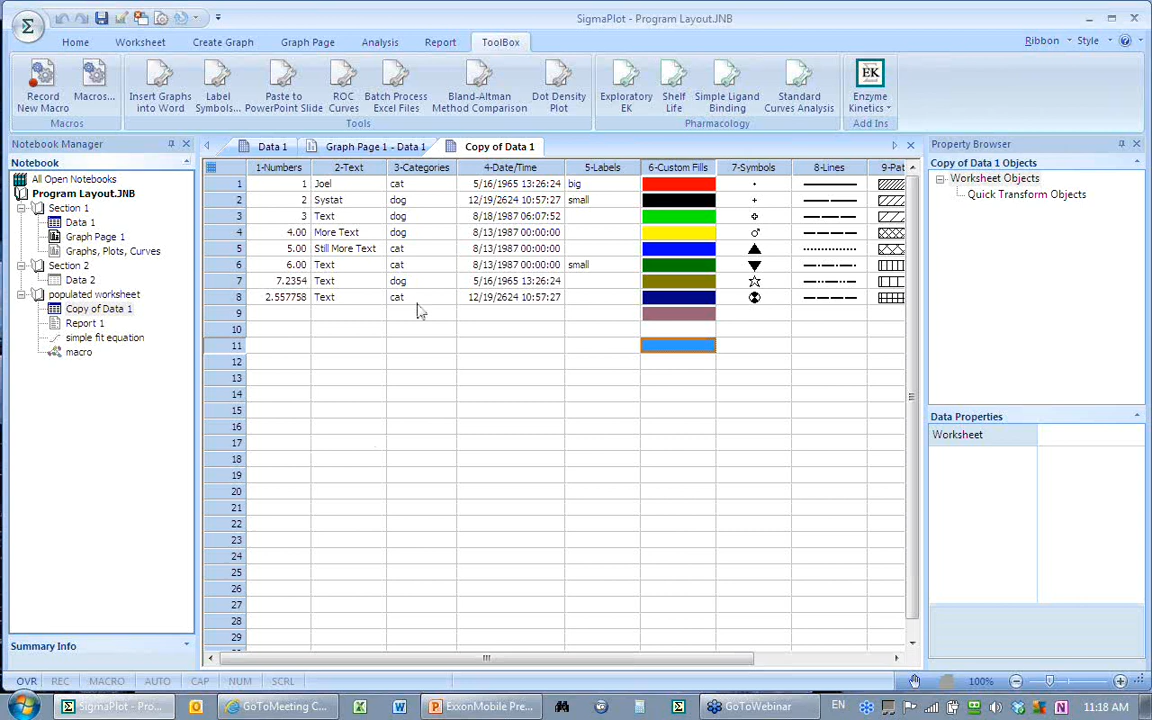 SigmaPlot - Program Layout.JNB
Home Worksheet Create Graph Graph Page Analysis Report ToolBox Ribbon Style
Record New Macro
Macros...
Insert Graphs into Word
Label Symbols...
Paste to PowerPoint Slide
ROC Curves
Batch Process Excel Files
Bland-Altman Method Comparison
Dot Density Plot
Exploratory EK
Shelf Life
Simple Ligand Binding
Standard Curves Analysis
EK
Enzyme Kinetics
Macros Tools Pharmacology Add Ins
Notebook Manager
Notebook
All Open Notebooks
Program Layout.JNB
Section 1
Data 1
Graph Page 1
Graphs, Plots, Curves
Section 2
Data 2
populated worksheet
Copy of Data 1
Report 1
simple fit equation
macro
Summary Info
Data 1 Graph Page 1 - Data 1 Copy of Data 1
1-Numbers 2-Text 3-Categories 4-Date/Time 5-Labels 6-Custom Fills 7-Symbols 8-Lines 9-Pat
1 1 Joel cat 5/16/1965 13:26:24 big
2 2 Systat dog 12/19/2624 10:57:27 small
3 3 Text dog 8/18/1987 06:07:52
4 4.00 More Text dog 8/13/1987 00:00:00
5 5.00 Still More Text cat 8/13/1987 00:00:00
6 6.00 Text cat 8/13/1987 00:00:00 small
7 7.2354 Text dog 5/16/1965 13:26:24
8 2.557758 Text cat 12/19/2624 10:57:27
9
10
11
12
13
14
15
16
17
18
19
20
21
22
23
24
25
26
27
28
29
Property Browser
Copy of Data 1 Objects
Worksheet Objects
Quick Transform Objects
Data Properties
Worksheet
OVR REC MACRO AUTO CAP NUM SCRL 100%
SigmaPlot - Pro... GoToMeeting C... ExxonMobile Pre... GoToWebinar EN 11:18 AM